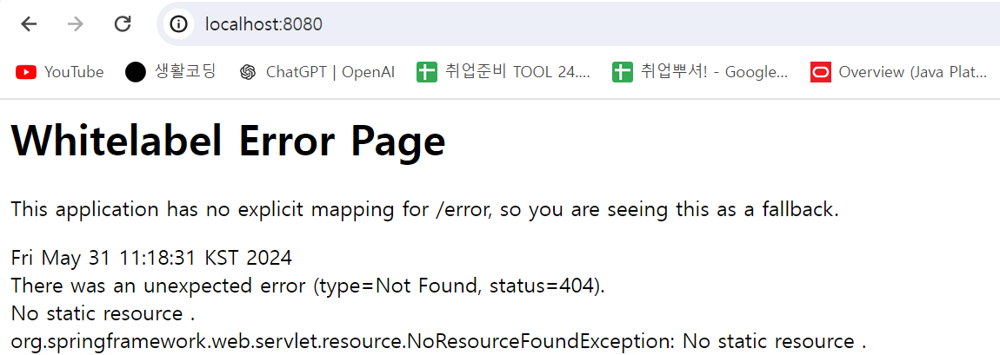 localhost:8080
YouTube 생활코딩 ChatGPT | OpenAI 취업준비 TOOL 24.... 취업뿌셔! - Google... Overview (Java Plat...
Whitelabel Error Page
This application has no explicit mapping for /error, so you are seeing this as a fallback.
Fri May 31 11:18:31 KST 2024
There was an unexpected error (type=Not Found, status=404).
No static resource .
org.springframework.web.servlet.resource.NoResourceFoundException: No static resource .